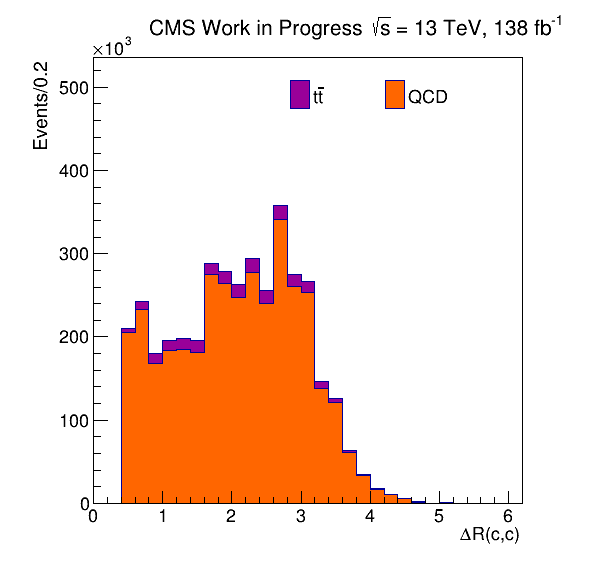 CMS Work in Progress √s = 13 TeV, 138 fb⁻¹
×10³
Events/0.2
500
400
300
200
100
0
tt̄
QCD
0 1 2 3 4 5 6
ΔR(c,c)